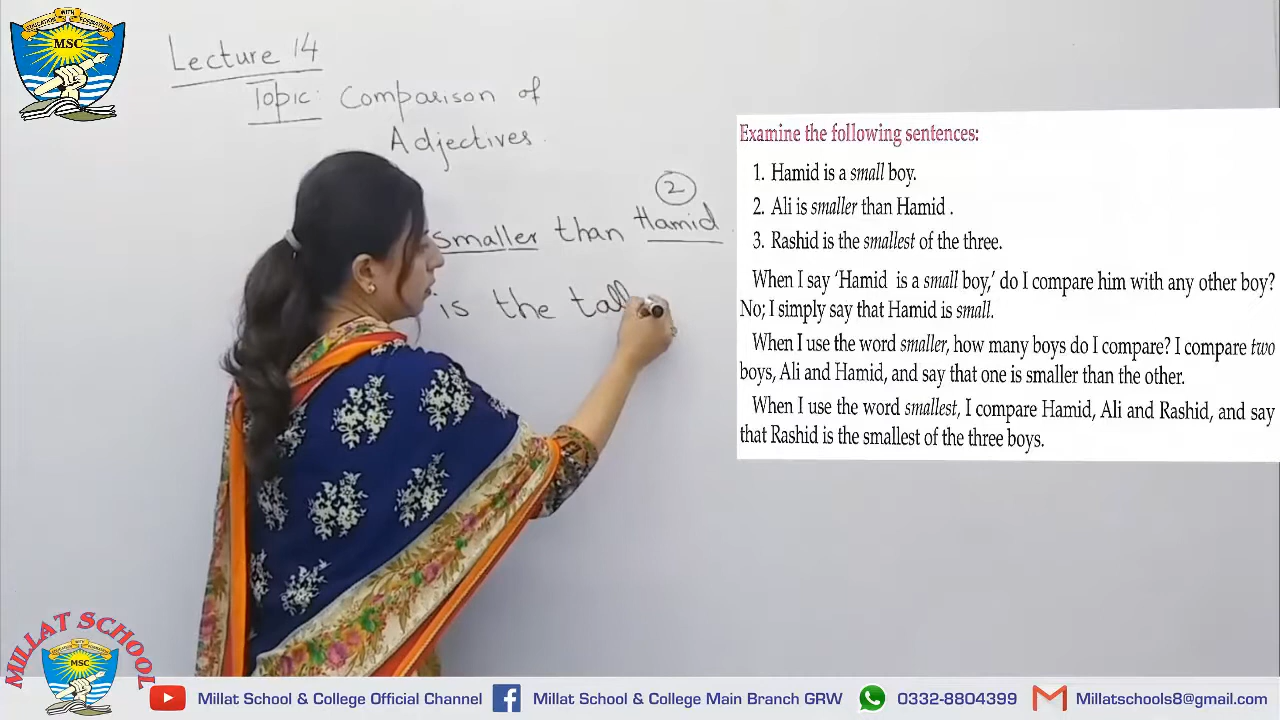 EDUCATION WITH FOUNDATION
MSC
Lecture 14
Topic: Comparison of
Adjectives.
2
smaller than Hamid.
is the tall
Examine the following sentences:
1. Hamid is a small boy.
2. Ali is smaller than Hamid .
3. Rashid is the smallest of the three.
When I say ‘Hamid is a small boy,’ do I compare him with any other boy?
No; I simply say that Hamid is small.
When I use the word smaller, how many boys do I compare? I compare two
boys, Ali and Hamid, and say that one is smaller than the other.
When I use the word smallest, I compare Hamid, Ali and Rashid, and say
that Rashid is the smallest of the three boys.
MILLAT SCHOOL
MSC
Millat School & College Official Channel
Millat School & College Main Branch GRW
0332-8804399
Millatschools8@gmail.com